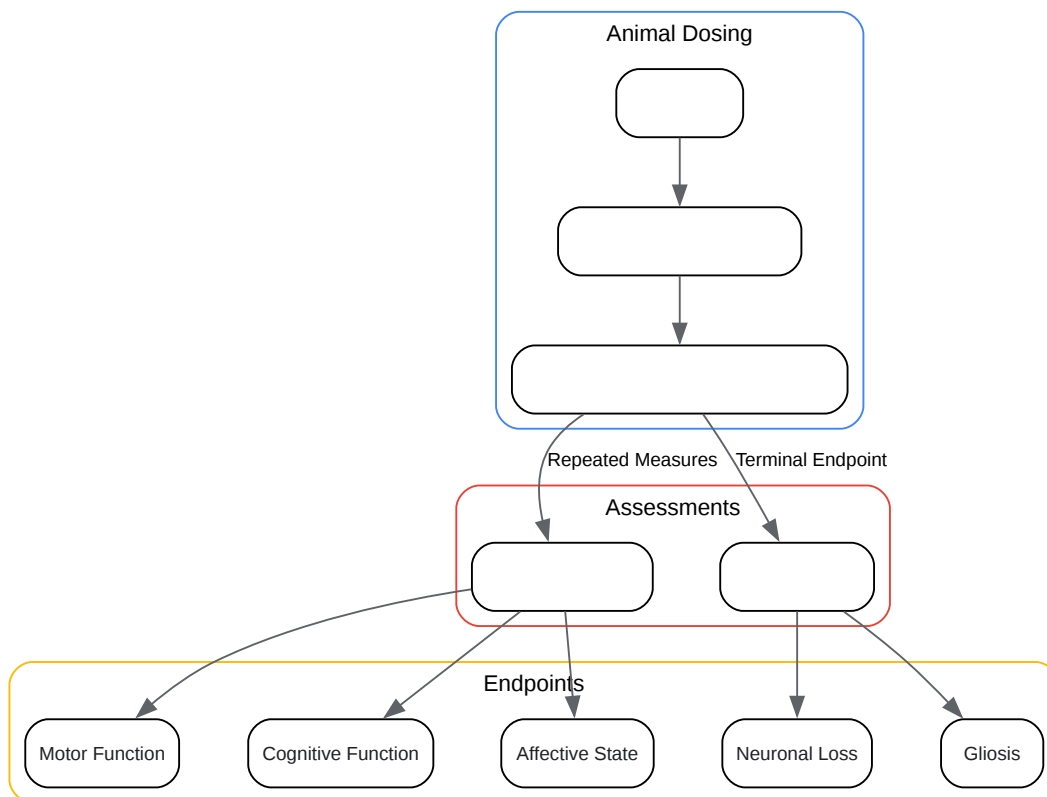 Animal Dosing
Repeated Measures
Terminal Endpoint
Assessments
Endpoints
Motor Function
Cognitive Function
Affective State
Neuronal Loss
Gliosis